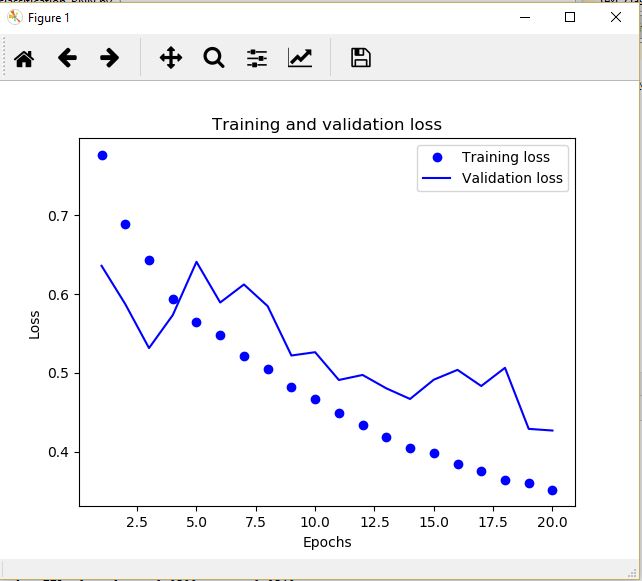 Figure 1
Training and validation loss
Training loss
Validation loss
0.7
0.6
0.5
0.4
Loss
2.5 5.0 7.5 10.0 12.5 15.0 17.5 20.0
Epochs